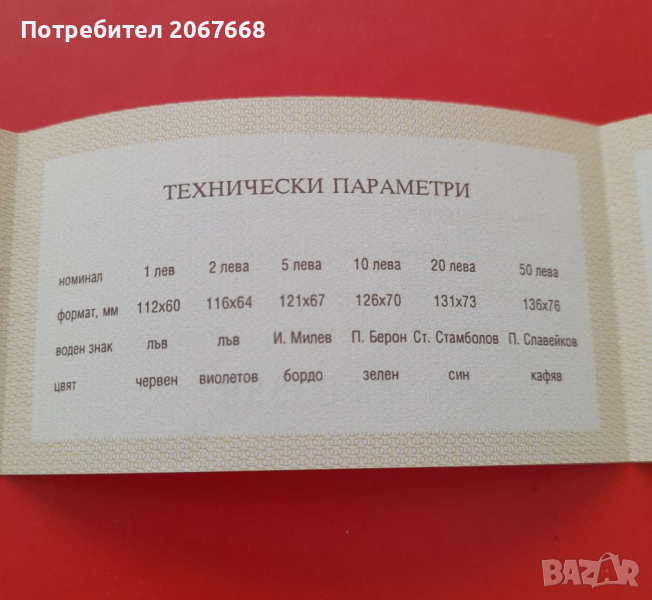 Потребител 2067668
ТЕХНИЧЕСКИ ПАРАМЕТРИ
номинал 1 лев 2 лева 5 лева 10 лева 20 лева 50 лева
формат, мм 112х60 116х64 121х67 126х70 131х73 136х76
воден знак лъв лъв И. Милев П. Берон Ст. Стамболов П. Славейков
цвят червен виолетов бордо зелен син кафяв
BAZAR